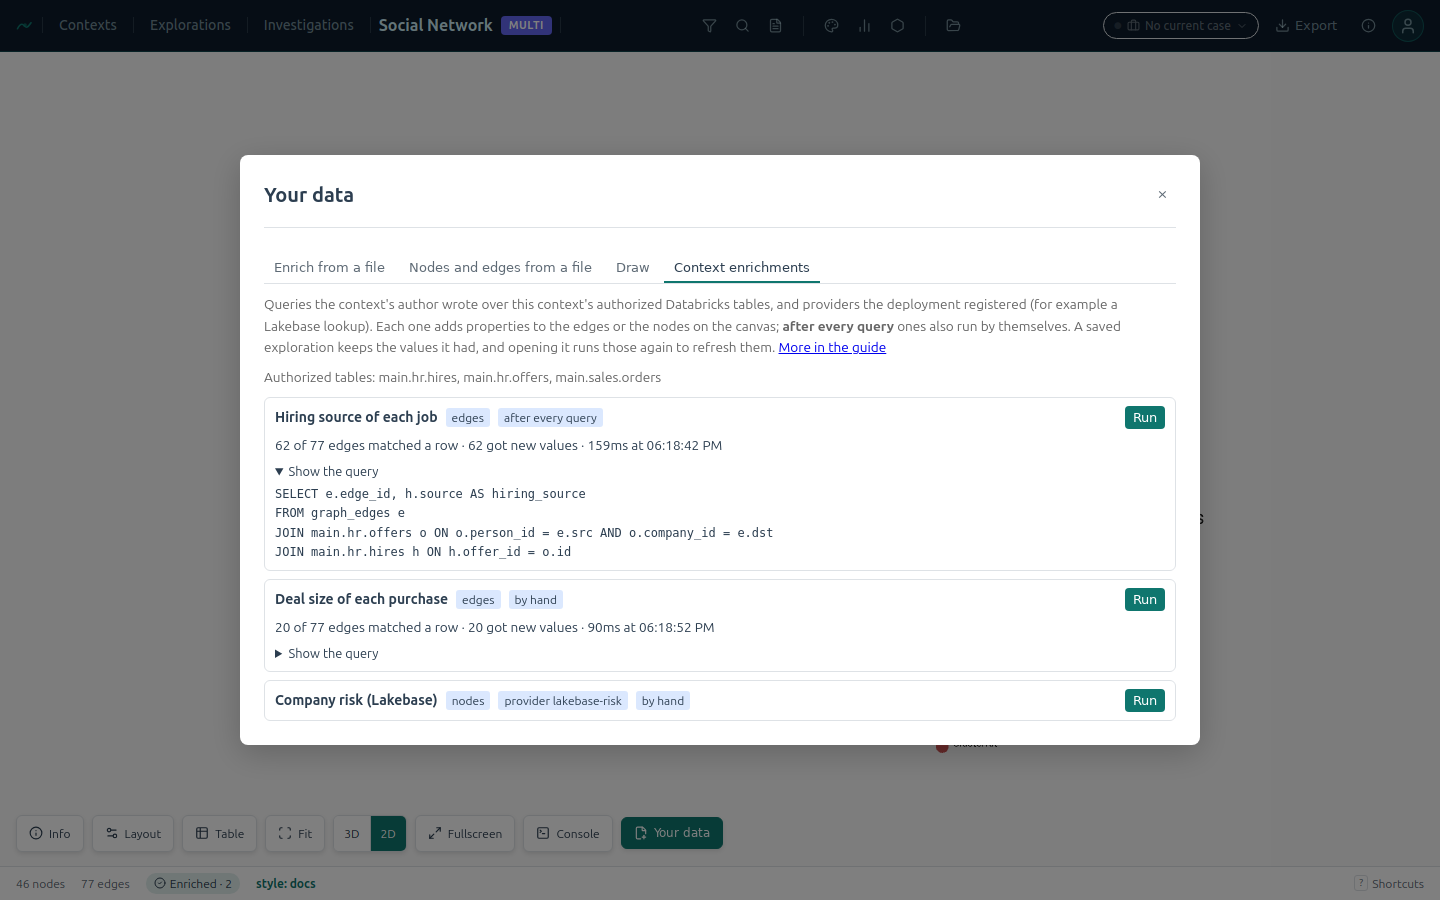 Contexts
Explorations
Investigations
Social Network
MULTI
No current case
Export
Your data
×
Enrich from a file
Nodes and edges from a file
Draw
Context enrichments
Queries the context's author wrote over this context's authorized Databricks tables, and providers the deployment registered (for example a
Lakebase lookup). Each one adds properties to the edges or the nodes on the canvas; after every query ones also run by themselves. A saved
exploration keeps the values it had, and opening it runs those again to refresh them. More in the guide
Authorized tables: main.hr.hires, main.hr.offers, main.sales.orders
Hiring source of each job edges after every query Run
62 of 77 edges matched a row · 62 got new values · 159ms at 06:18:42 PM
▼ Show the query
SELECT e.edge_id, h.source AS hiring_source
FROM graph_edges e
JOIN main.hr.offers o ON o.person_id = e.src AND o.company_id = e.dst
JOIN main.hr.hires h ON h.offer_id = o.id
Deal size of each purchase edges by hand Run
20 of 77 edges matched a row · 20 got new values · 90ms at 06:18:52 PM
▶ Show the query
Company risk (Lakebase) nodes provider lakebase-risk by hand Run
Info
Layout
Table
Fit
3D
2D
Fullscreen
Console
Your data
46 nodes
77 edges
Enriched · 2
style: docs
? Shortcuts